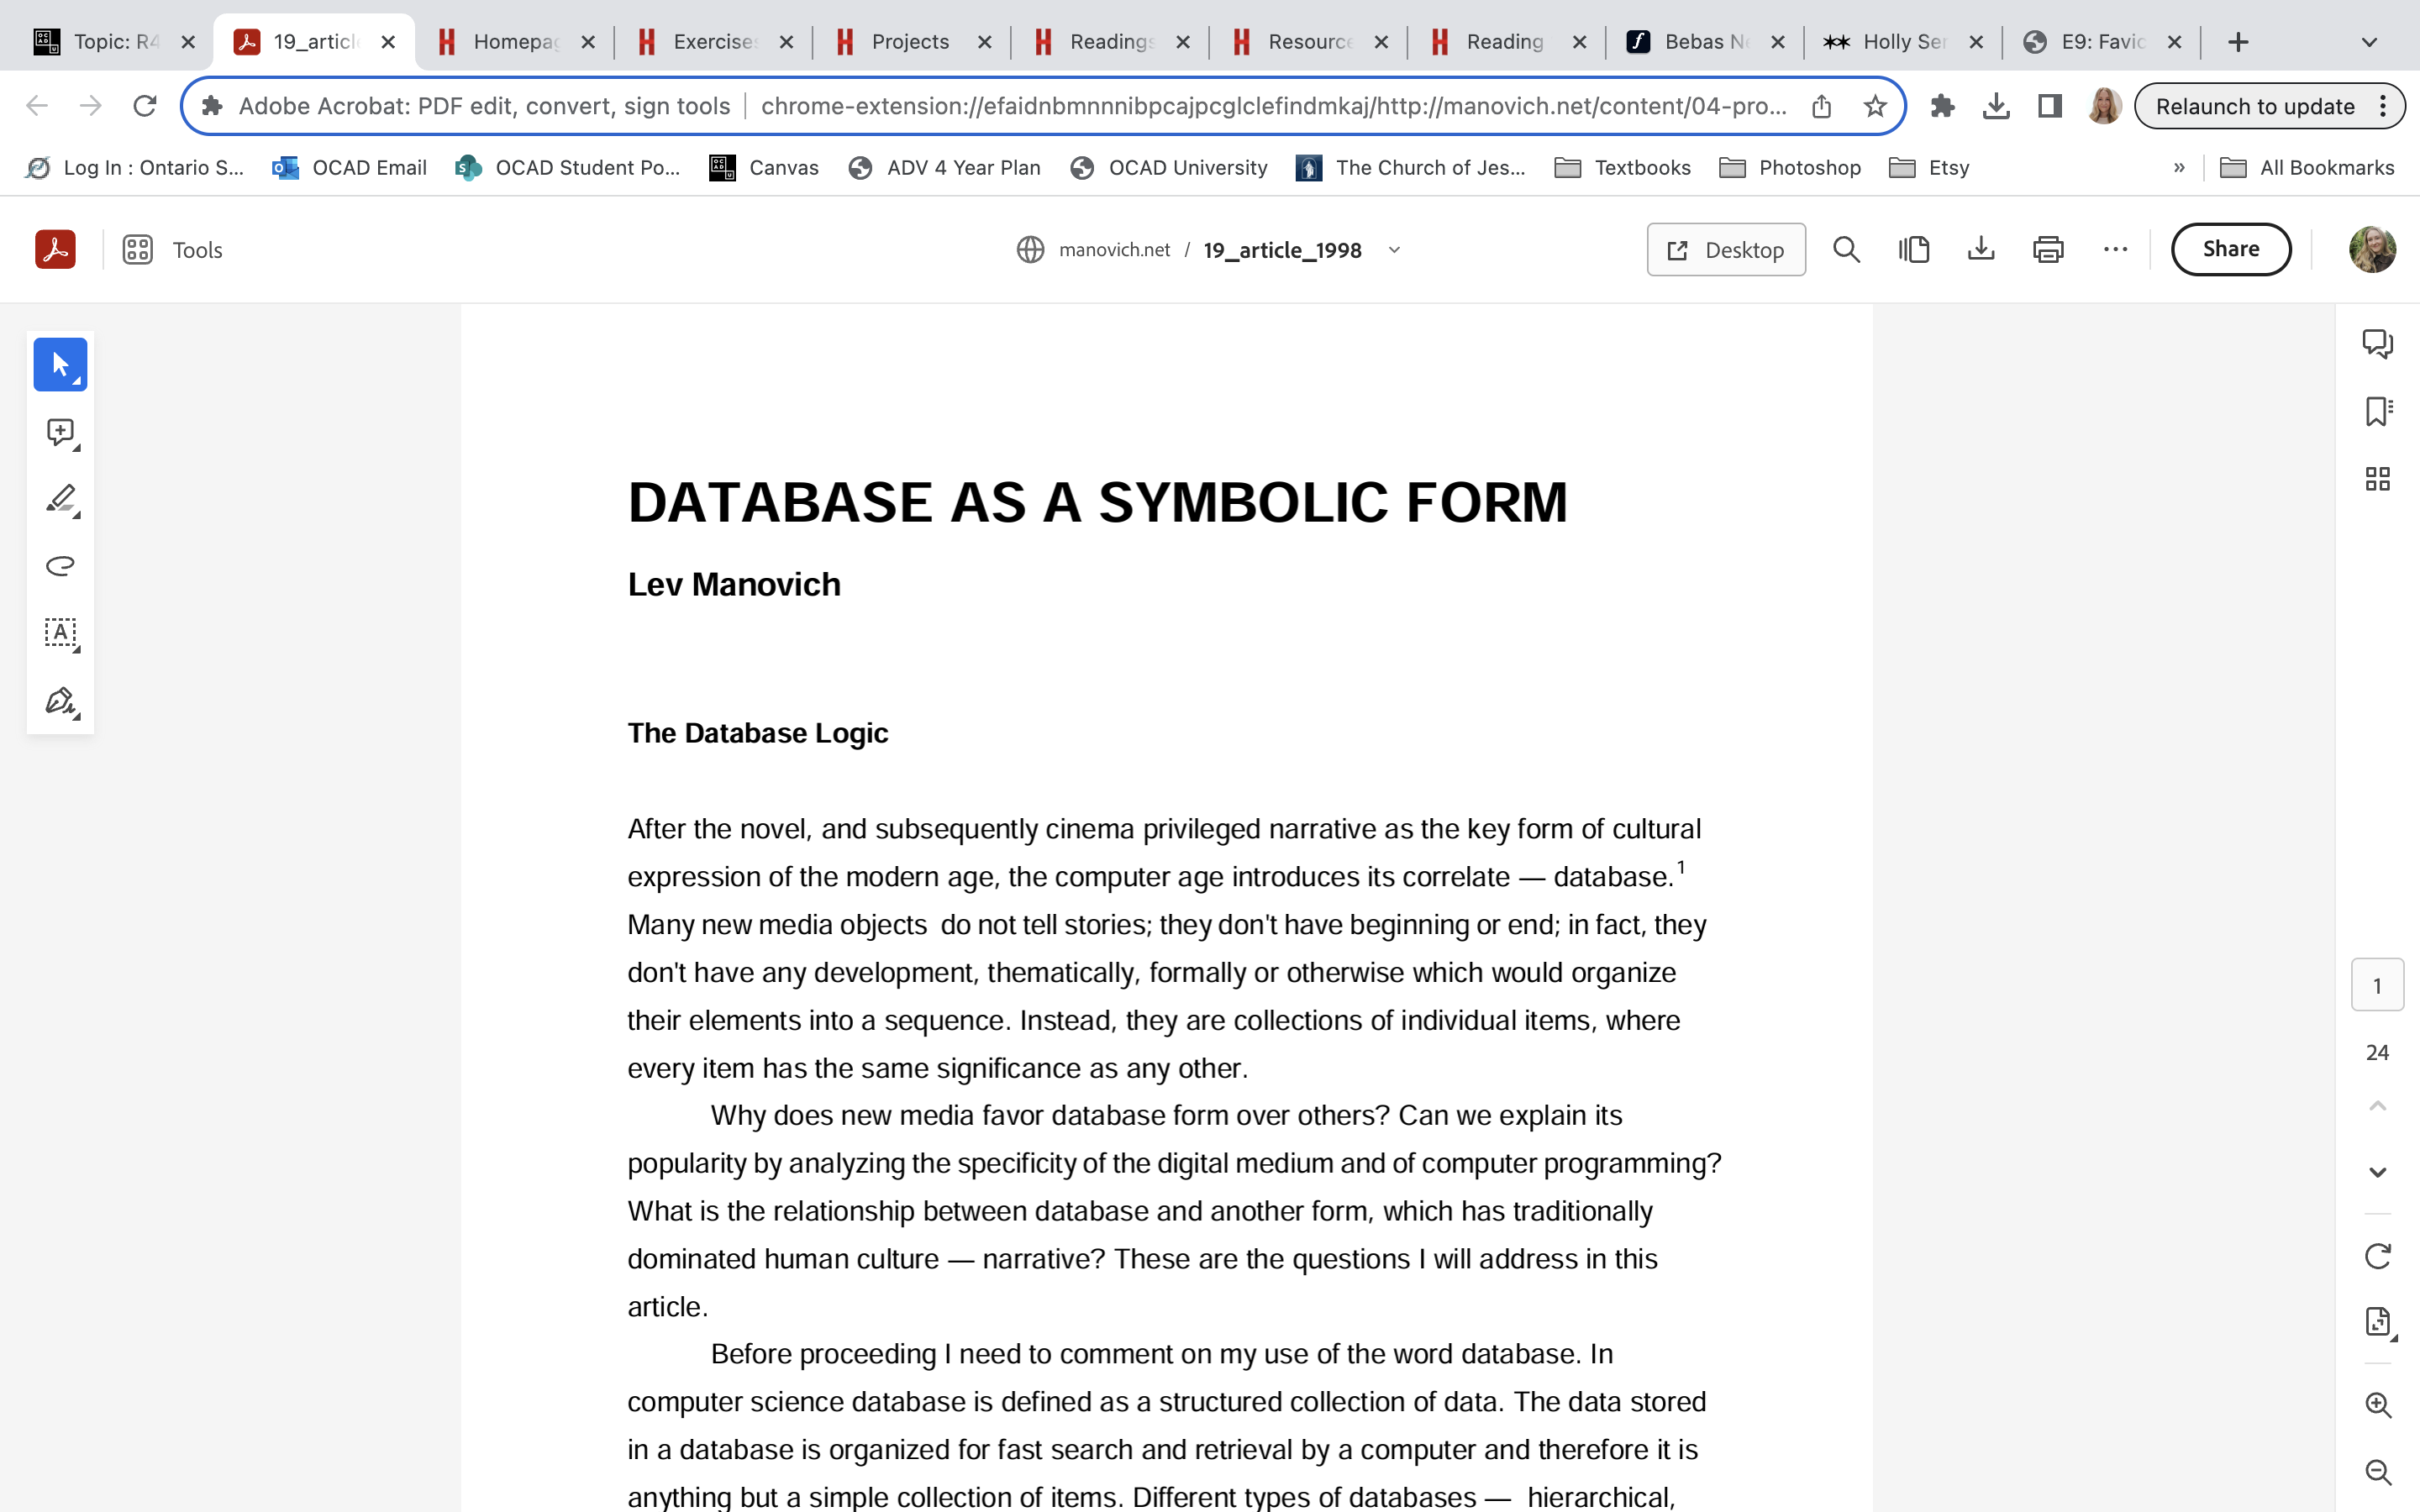 Topic: R4
19_articl
Homepag
Exercises
Projects
Readings
Resource
Reading
Bebas Ne
Holly Ser
E9: Favic
Adobe Acrobat: PDF edit, convert, sign tools
chrome-extension://efaidnbmnnnibpcajpcglclefindmkaj/http://manovich.net/content/04-pro...
Relaunch to update
Log In : Ontario S...
OCAD Email
OCAD Student Po...
Canvas
ADV 4 Year Plan
OCAD University
The Church of Jes...
Textbooks
Photoshop
Etsy
»
All Bookmarks
Tools
manovich.net / 19_article_1998
Desktop
Share
DATABASE AS A SYMBOLIC FORM
Lev Manovich
The Database Logic
After the novel, and subsequently cinema privileged narrative as the key form of cultural
expression of the modern age, the computer age introduces its correlate — database.1
Many new media objects do not tell stories; they don't have beginning or end; in fact, they
don't have any development, thematically, formally or otherwise which would organize
their elements into a sequence. Instead, they are collections of individual items, where
every item has the same significance as any other.
Why does new media favor database form over others? Can we explain its
popularity by analyzing the specificity of the digital medium and of computer programming?
What is the relationship between database and another form, which has traditionally
dominated human culture — narrative? These are the questions I will address in this
article.
Before proceeding I need to comment on my use of the word database. In
computer science database is defined as a structured collection of data. The data stored
in a database is organized for fast search and retrieval by a computer and therefore it is
anything but a simple collection of items. Different types of databases — hierarchical,
1
24